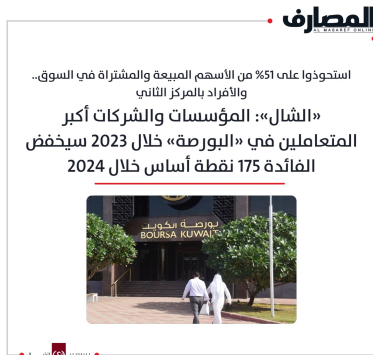 المصارف
AL MASAREF ONLINE
استحوذوا على 51% من الأسهم المبيعة والمشتراة في السوق..
والأفراد بالمركز الثاني
«الشال»: المؤسسات والشركات أكبر
المتعاملين في «البورصة» خلال 2023 سيخفض
الفائدة 175 نقطة أساس خلال 2024
بورصة الكويت
BOURSA KUWAIT